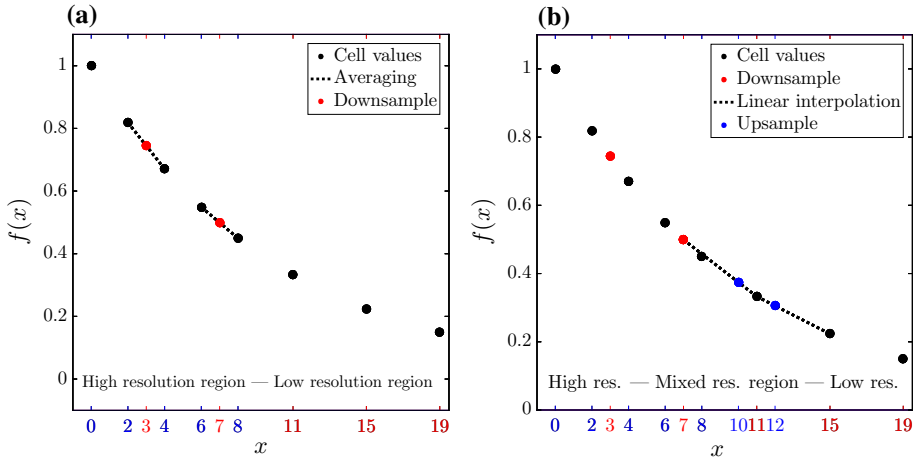 (a)
Cell values
Averaging
Downsample
1
0.8
0.6
0.4
0.2
0
f(x)
High resolution region — Low resolution region
0 2 3 4 6 7 8 11 15 19
x
(b)
Cell values
Downsample
Linear interpolation
Upsample
1
0.8
0.6
0.4
0.2
0
f(x)
High res. — Mixed res. region — Low res.
0 2 3 4 6 7 8 10 11 12 15 19
x